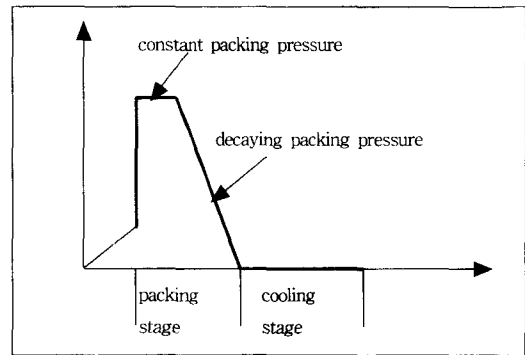 constant packing pressure
decaying packing pressure
packing
stage
cooling
stage